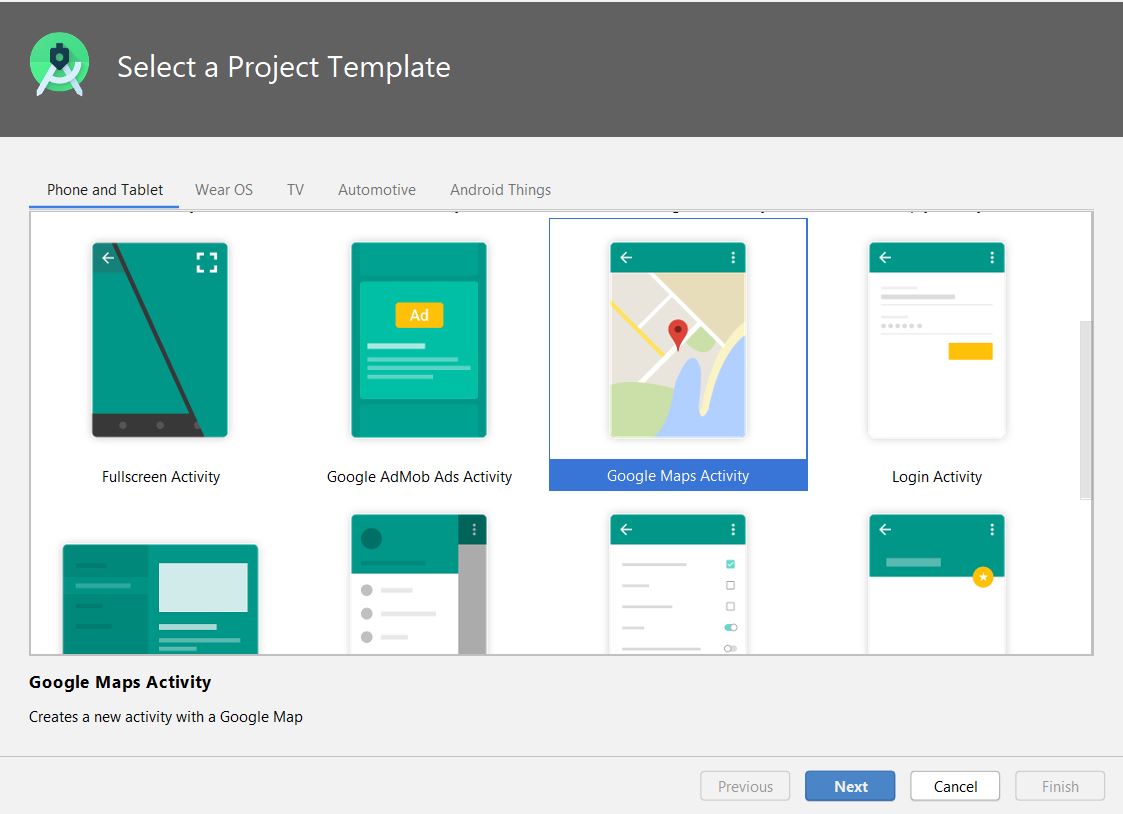 Select a Project Template
Phone and Tablet Wear OS TV Automotive Android Things
Ad
Fullscreen Activity Google AdMob Ads Activity Google Maps Activity Login Activity
Google Maps Activity
Creates a new activity with a Google Map
Previous Next Cancel Finish